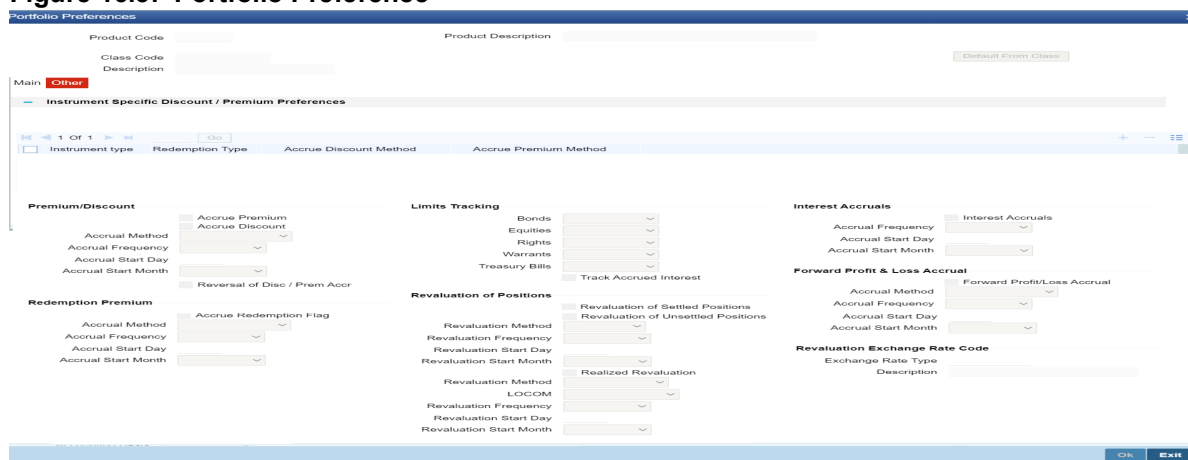 Portfolio Preferences
Product Code
Product Description
Class Code
Default From Class
Description
Main Other
Instrument Specific Discount / Premium Preferences
1 Of 1 Go
Instrument type Redemption Type Accrue Discount Method Accrue Premium Method
Premium/Discount
Accrue Premium
Accrue Discount
Accrual Method
Accrual Frequency
Accrual Start Day
Accrual Start Month
Reversal of Disc / Prem Accr
Redemption Premium
Accrue Redemption Flag
Accrual Method
Accrual Frequency
Accrual Start Day
Accrual Start Month
Limits Tracking
Bonds
Equities
Rights
Warrants
Treasury Bills
Track Accrued Interest
Revaluation of Positions
Revaluation of Settled Positions
Revaluation of Unsettled Positions
Revaluation Method
Revaluation Frequency
Revaluation Start Day
Revaluation Start Month
Realized Revaluation
Revaluation Method
LOCOM
Revaluation Frequency
Revaluation Start Day
Revaluation Start Month
Interest Accruals
Interest Accruals
Accrual Frequency
Accrual Start Day
Accrual Start Month
Forward Profit & Loss Accrual
Forward Profit/Loss Accrual
Accrual Method
Accrual Frequency
Accrual Start Day
Accrual Start Month
Revaluation Exchange Rate Code
Exchange Rate Type
Description
Ok Exit